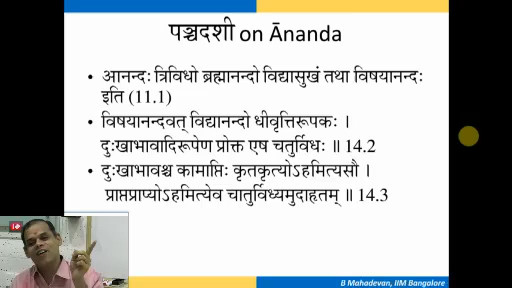 पञ्चदशी on Ānanda
• आनन्दः त्रिविधो ब्रह्मानन्दो विद्यासुखं तथा विषयानन्दः
इति (11.1)
• विषयानन्दवत् विद्यानन्दो धीवृत्तिरूपकः ।
दुःखाभावादिरूपेण प्रोक्त एष चतुर्विधः ॥ 14.2
• दुःखाभावश्च कामाप्तिः कृतकृत्योऽहमित्यसौ ।
प्राप्तप्राप्योऽहमित्येव चातुर्विध्यमुदाहृतम् ॥ 14.3
B Mahadevan, IIM Bangalore